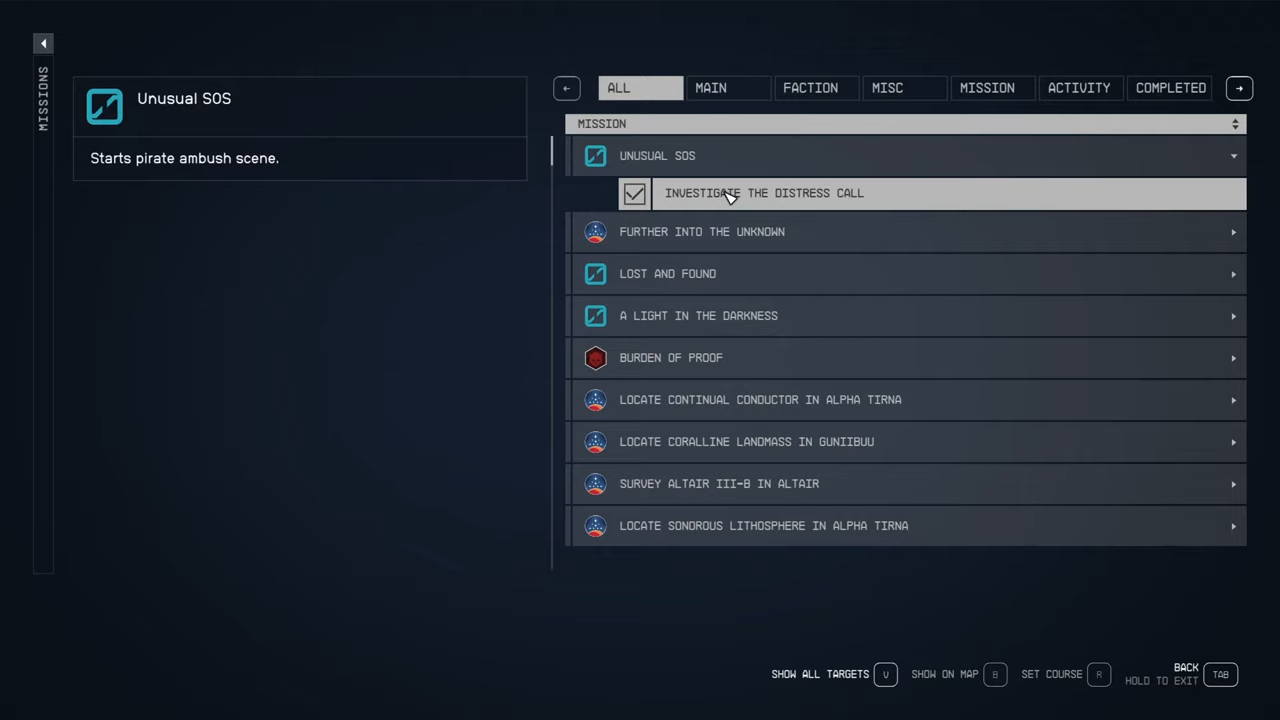 MISSIONS
Unusual SOS
Starts pirate ambush scene.
ALL MAIN FACTION MISC MISSION ACTIVITY COMPLETED
MISSION
UNUSUAL SOS
INVESTIGATE THE DISTRESS CALL
FURTHER INTO THE UNKNOWN
LOST AND FOUND
A LIGHT IN THE DARKNESS
BURDEN OF PROOF
LOCATE CONTINUAL CONDUCTOR IN ALPHA TIRNA
LOCATE CORALLINE LANDMASS IN GUNIIBUU
SURVEY ALTAIR III-B IN ALTAIR
LOCATE SONOROUS LITHOSPHERE IN ALPHA TIRNA
SHOW ALL TARGETS V SHOW ON MAP B SET COURSE R BACK TAB
HOLD TO EXIT